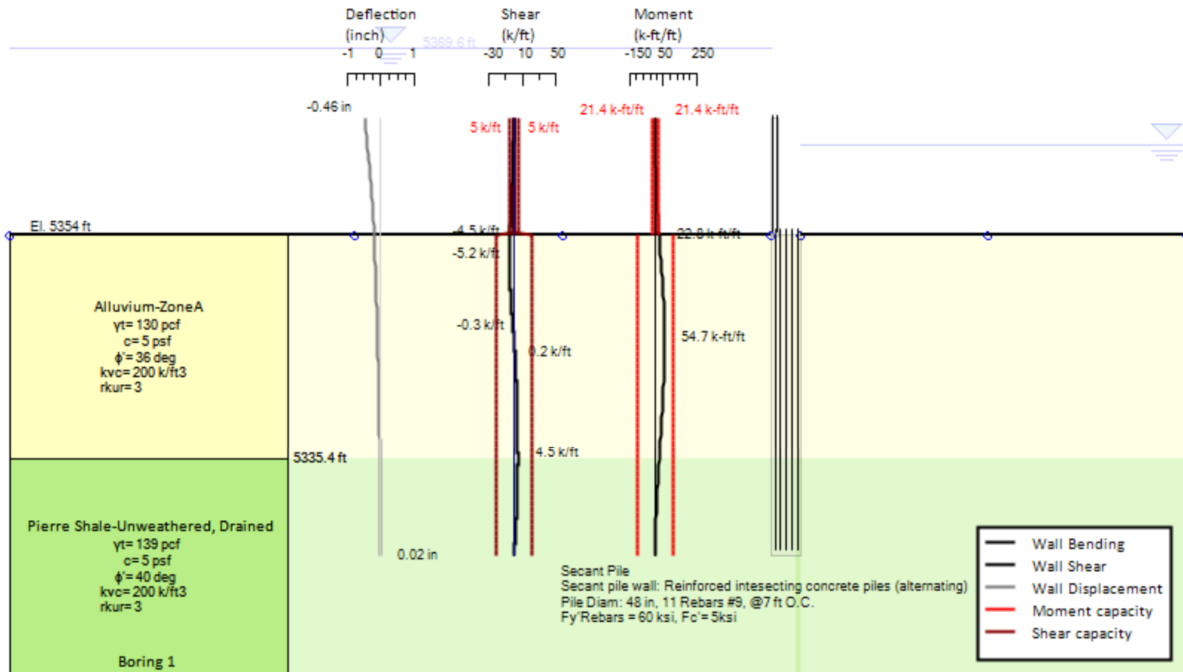 Deflection
(inch)
-1 0 1
Shear
(k/ft)
-30 10 50
Moment
(k-ft/ft)
-150 50 250
5369.6 ft
-0.46 in
5 k/ft
5 k/ft
21.4 k-ft/ft
21.4 k-ft/ft
El. 5354 ft
-4.5 k/ft
22.8 k-ft/ft
-5.2 k/ft
Alluvium-ZoneA
γt= 130 pcf
c= 5 psf
ϕ'= 36 deg
kvc= 200 k/ft3
rkur= 3
-0.3 k/ft
0.2 k/ft
54.7 k-ft/ft
5335.4 ft
4.5 k/ft
Pierre Shale-Unweathered, Drained
γt= 139 pcf
c= 5 psf
ϕ'= 40 deg
kvc= 200 k/ft3
rkur= 3
0.02 in
Secant Pile
Secant pile wall: Reinforced intesecting concrete piles (alternating)
Pile Diam: 48 in, 11 Rebars #9, @7 ft O.C.
Fy'Rebars = 60 ksi, Fc'= 5ksi
Wall Bending
Wall Shear
Wall Displacement
Moment capacity
Shear capacity
Boring 1